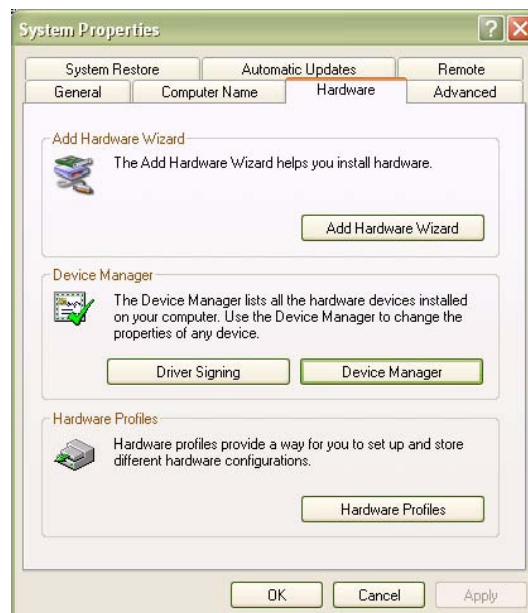 System Properties
System Restore Automatic Updates Remote
General Computer Name Hardware Advanced
Add Hardware Wizard
The Add Hardware Wizard helps you install hardware.
Add Hardware Wizard
Device Manager
The Device Manager lists all the hardware devices installed
on your computer. Use the Device Manager to change the
properties of any device.
Driver Signing Device Manager
Hardware Profiles
Hardware profiles provide a way for you to set up and store
different hardware configurations.
Hardware Profiles
OK Cancel Apply